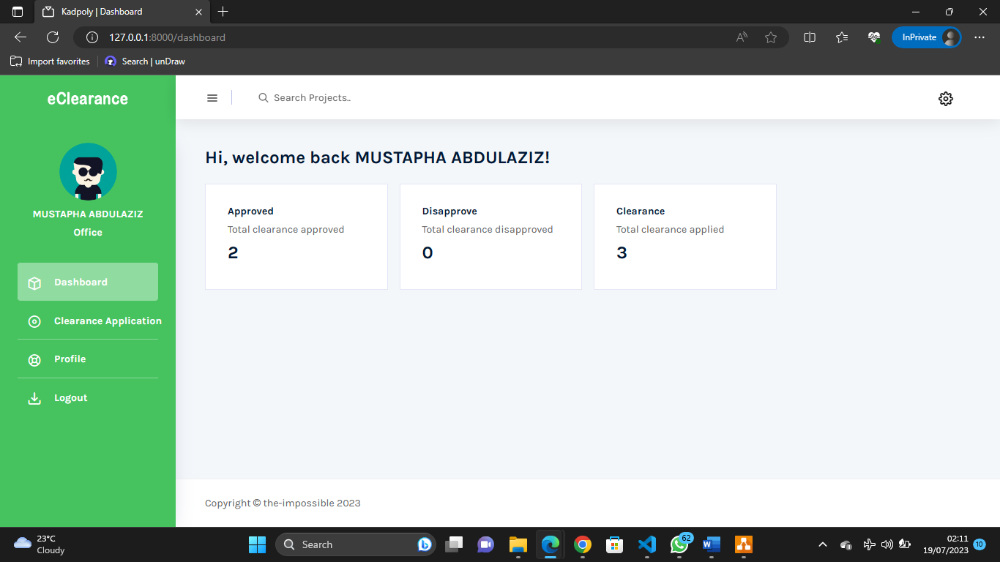 Kadpoly | Dashboard
127.0.0.1:8000/dashboard
InPrivate
Import favorites
Search | unDraw
eClearance
Search Projects..
MUSTAPHA ABDULAZIZ
Office
Dashboard
Clearance Application
Profile
Logout
Hi, welcome back MUSTAPHA ABDULAZIZ!
Approved
Total clearance approved
2
Disapprove
Total clearance disapproved
0
Clearance
Total clearance applied
3
Copyright © the-impossible 2023
23°C
Cloudy
Search
62
02:11
19/07/2023
10